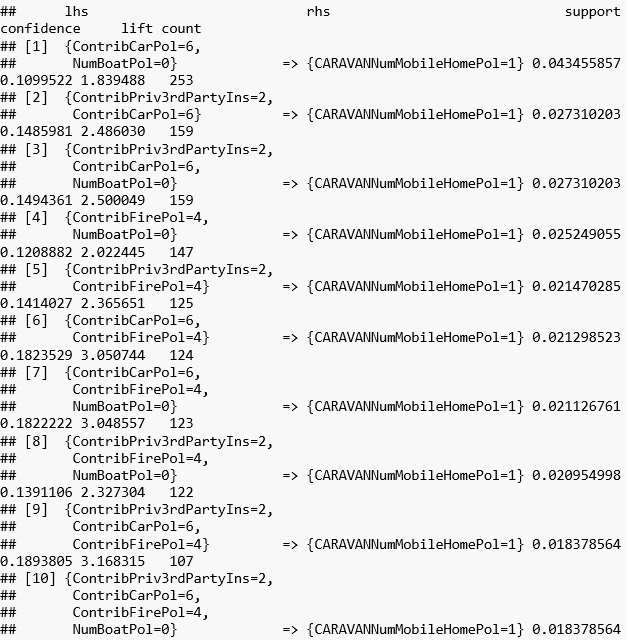 ##      lhs                           rhs                                support
confidence     lift count
## [1]  {ContribCarPol=6,
##       NumBoatPol=0}             => {CARAVANNumMobileHomePol=1} 0.043455857
0.1099522 1.839488   253
## [2]  {ContribPriv3rdPartyIns=2,
##       ContribCarPol=6}          => {CARAVANNumMobileHomePol=1} 0.027310203
0.1485981 2.486030   159
## [3]  {ContribPriv3rdPartyIns=2,
##       ContribCarPol=6,
##       NumBoatPol=0}             => {CARAVANNumMobileHomePol=1} 0.027310203
0.1494361 2.500049   159
## [4]  {ContribFirePol=4,
##       NumBoatPol=0}             => {CARAVANNumMobileHomePol=1} 0.025249055
0.1208882 2.022445   147
## [5]  {ContribPriv3rdPartyIns=2,
##       ContribFirePol=4}         => {CARAVANNumMobileHomePol=1} 0.021470285
0.1414027 2.365651   125
## [6]  {ContribCarPol=6,
##       ContribFirePol=4}         => {CARAVANNumMobileHomePol=1} 0.021298523
0.1823529 3.050744   124
## [7]  {ContribCarPol=6,
##       ContribFirePol=4,
##       NumBoatPol=0}             => {CARAVANNumMobileHomePol=1} 0.021126761
0.1822222 3.048557   123
## [8]  {ContribPriv3rdPartyIns=2,
##       ContribFirePol=4,
##       NumBoatPol=0}             => {CARAVANNumMobileHomePol=1} 0.020954998
0.1391106 2.327304   122
## [9]  {ContribPriv3rdPartyIns=2,
##       ContribCarPol=6,
##       ContribFirePol=4}         => {CARAVANNumMobileHomePol=1} 0.018378564
0.1893805 3.168315   107
## [10] {ContribPriv3rdPartyIns=2,
##       ContribCarPol=6,
##       ContribFirePol=4,
##       NumBoatPol=0}             => {CARAVANNumMobileHomePol=1} 0.018378564